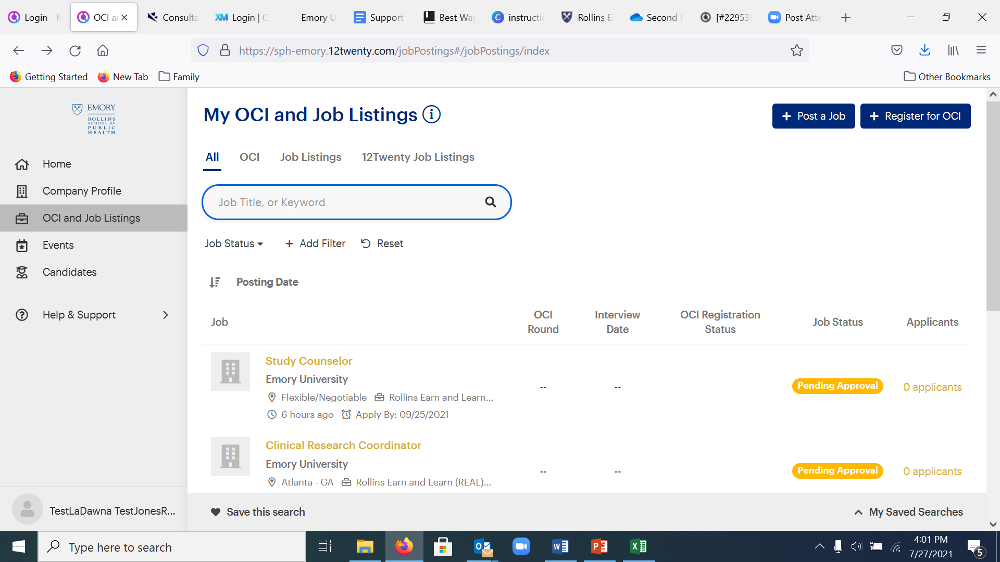 Login - R
OCI a
Consulta
XM Login | C
Emory U
Support
Best Way
instructio
Rollins Ea
Second
[#22953]
Post Atte
https://sph-emory.12twenty.com/jobPostings#/jobPostings/index
Getting Started
New Tab
Family
Other Bookmarks
EMORY
ROLLINS
SCHOOL OF
PUBLIC
HEALTH
Home
Company Profile
OCI and Job Listings
Events
Candidates
Help & Support
TestLaDawna TestJonesR...
My OCI and Job Listings
+ Post a Job
+ Register for OCI
All OCI Job Listings 12Twenty Job Listings
Job Title, or Keyword
Job Status + Add Filter Reset
Posting Date
Job
OCI
Round
Interview
Date
OCI Registration
Status
Job Status
Applicants
Study Counselor
Emory University
Flexible/Negotiable Rollins Earn and Learn...
6 hours ago Apply By: 09/25/2021
--
--
Pending Approval
0 applicants
Clinical Research Coordinator
Emory University
Atlanta - GA Rollins Earn and Learn (REAL)...
--
--
Pending Approval
0 applicants
Save this search
My Saved Searches
Type here to search
4:01 PM
7/27/2021
5